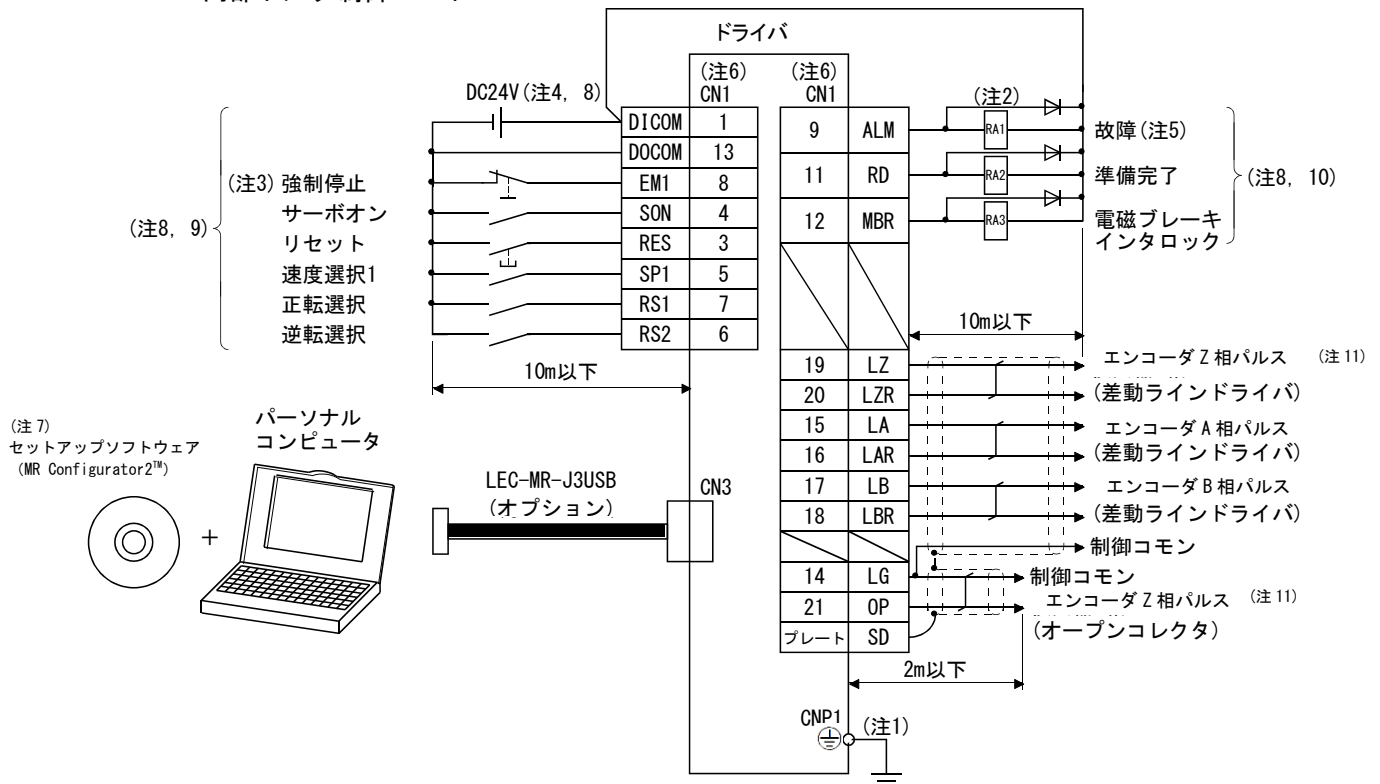 ドライバ
DC24V(注4, 8)
(注6)
CN1
DICOM 1
DOCOM 13
EM1 8
SON 4
RES 3
SP1 5
RS1 7
RS2 6
(注8, 9)
(注3) 強制停止
サーボオン
リセット
速度選択1
正転選択
逆転選択
10m以下
(注6)
CN1
9 ALM
11 RD
12 MBR
19 LZ
20 LZR
15 LA
16 LAR
17 LB
18 LBR
14 LG
21 OP
プレート SD
(注2)
RA1
RA2
RA3
故障(注5)
準備完了
電磁ブレーキ
インタロック
(注8, 10)
10m以下
エンコーダ Z 相パルス (注 11)
(差動ラインドライバ)
エンコーダ A 相パルス
(差動ラインドライバ)
エンコーダ B 相パルス
(差動ラインドライバ)
制御コモン
制御コモン
エンコーダ Z 相パルス (注 11)
(オープンコレクタ)
2m以下
(注 7)
セットアップソフトウェア
(MR Configurator2™)
+
パーソナル
コンピュータ
LEC-MR-J3USB
(オプション)
CN3
CNP1
(注1)